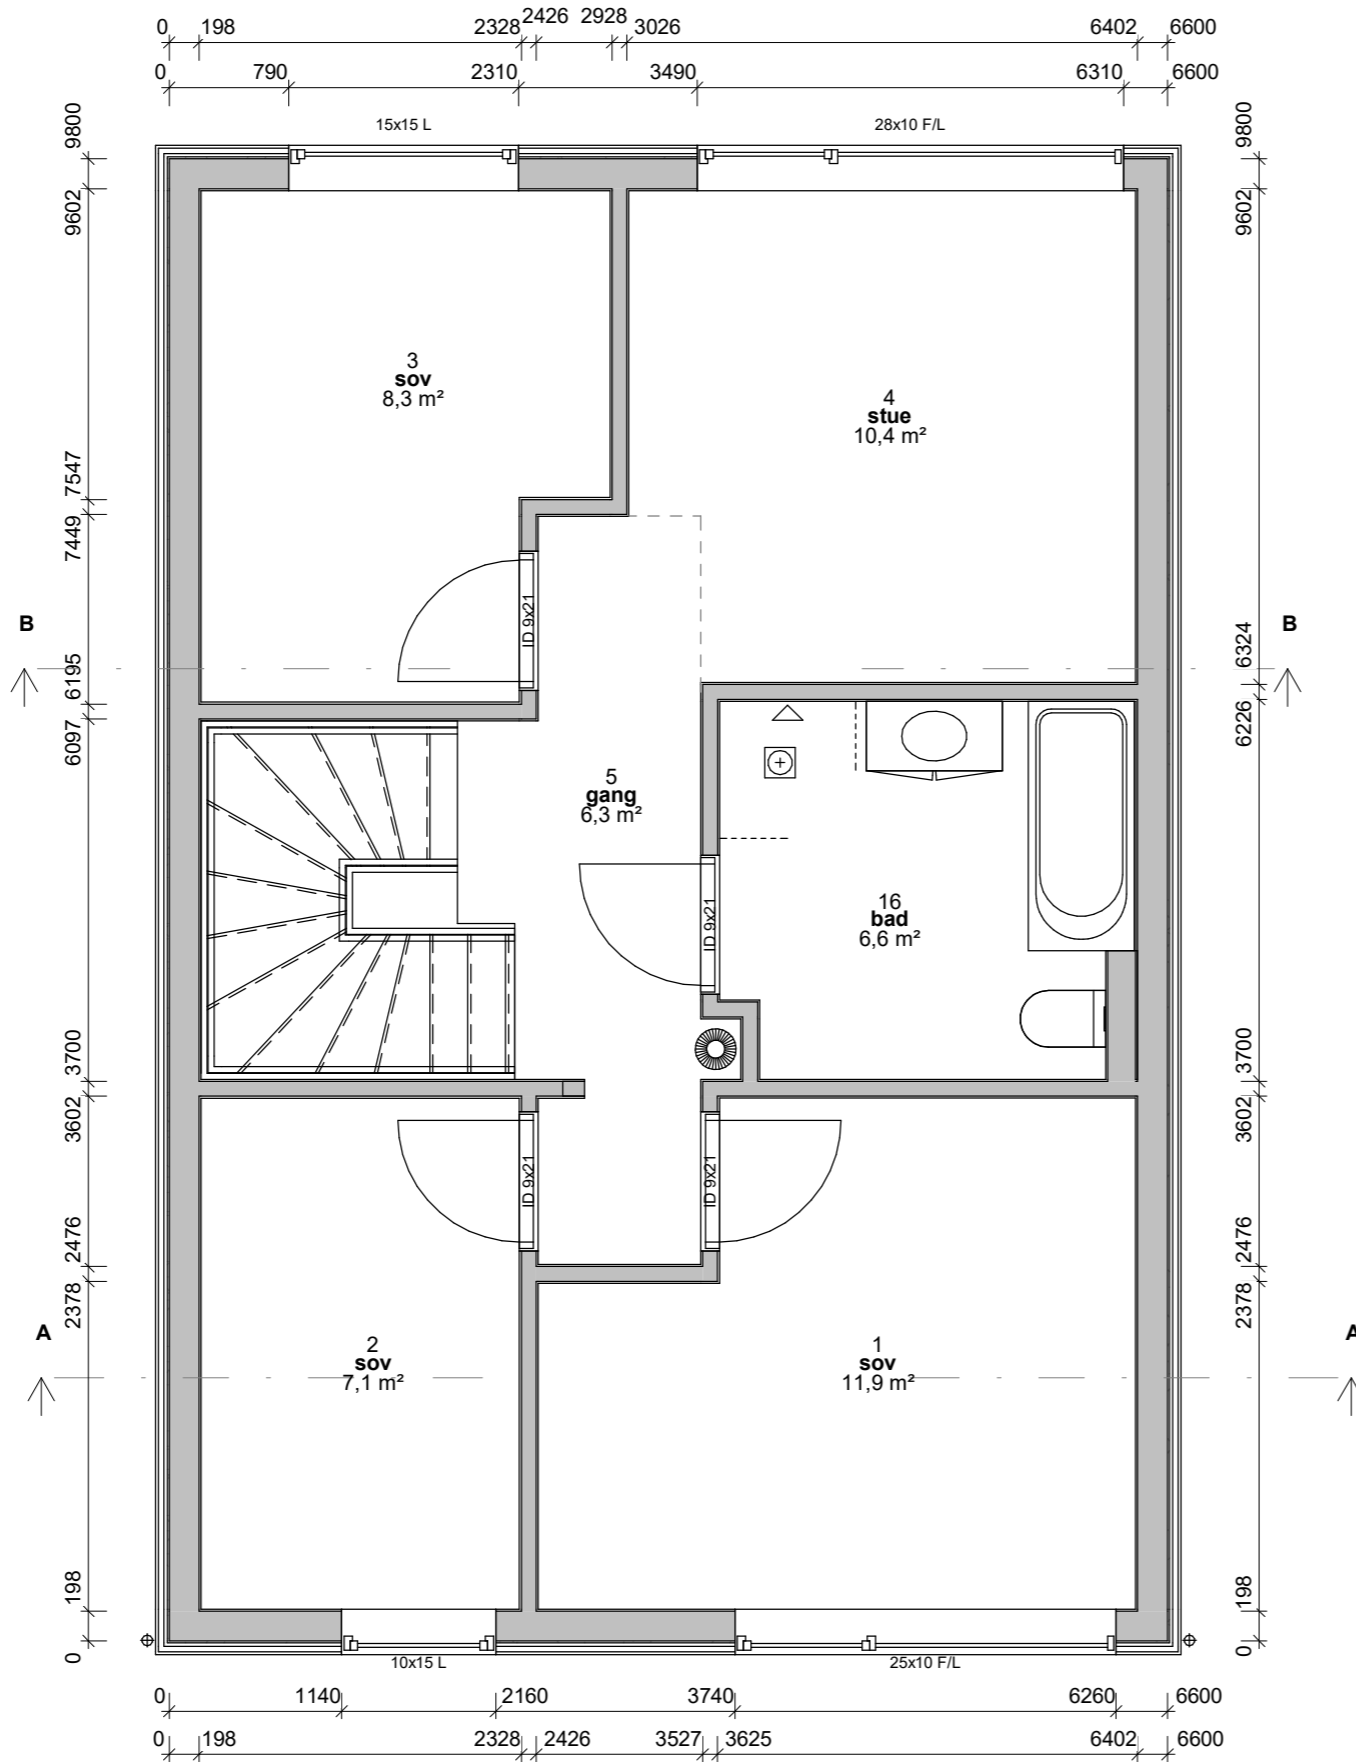 0 198 2328 2426 2928 3026 6402 6600
0 790 2310 3490 6310 6600
15x15 L 28x10 F/L
9800
9602
7547
7449
6195
6097
3700
3602
2476
2378
198
0
9800
9602
6324
6226
3700
3602
2476
2378
198
0
3
sov
8,3 m²
4
stue
10,4 m²
ID 9x21
B B
5
gang
6,3 m²
16
bad
6,6 m²
ID 9x21
ID 9x21
ID 9x21
A A
2
sov
7,1 m²
1
sov
11,9 m²
10x15 L 25x10 F/L
0 1140 2160 3740 6260 6600
0 198 2328 2426 3527 3625 6402 6600